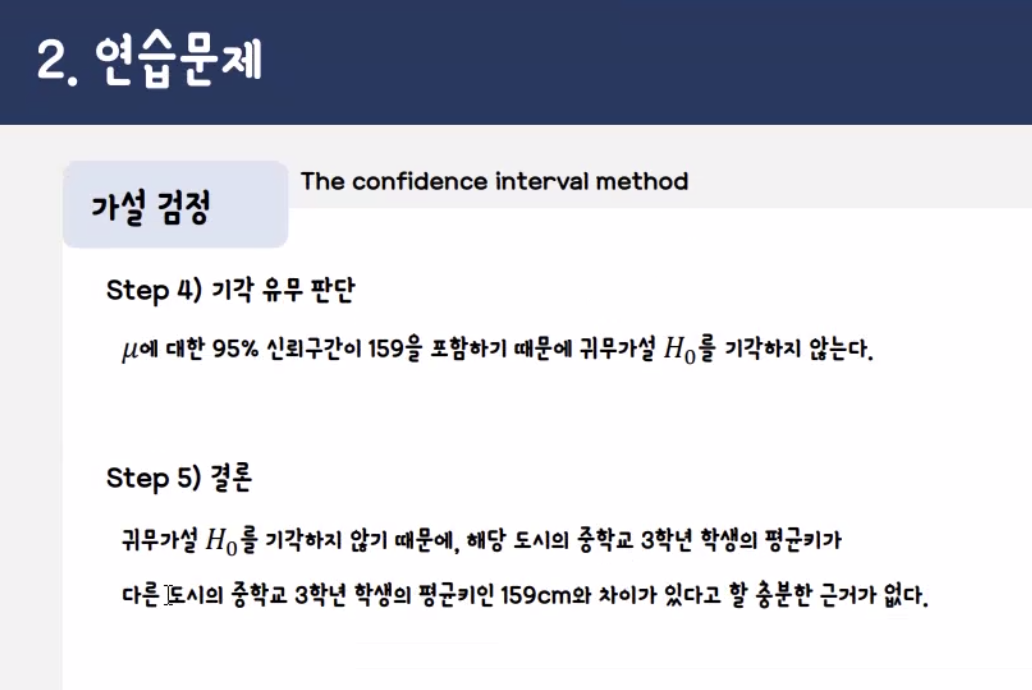 2. 연습문제
The confidence interval method
가설 검정
Step 4) 기각 유무 판단
μ에 대한 95% 신뢰구간이 159을 포함하기 때문에 귀무가설 H₀를 기각하지 않는다.
Step 5) 결론
귀무가설 H₀를 기각하지 않기 때문에, 해당 도시의 중학교 3학년 학생의 평균키가
다른 도시의 중학교 3학년 학생의 평균키인 159cm와 차이가 있다고 할 충분한 근거가 없다.